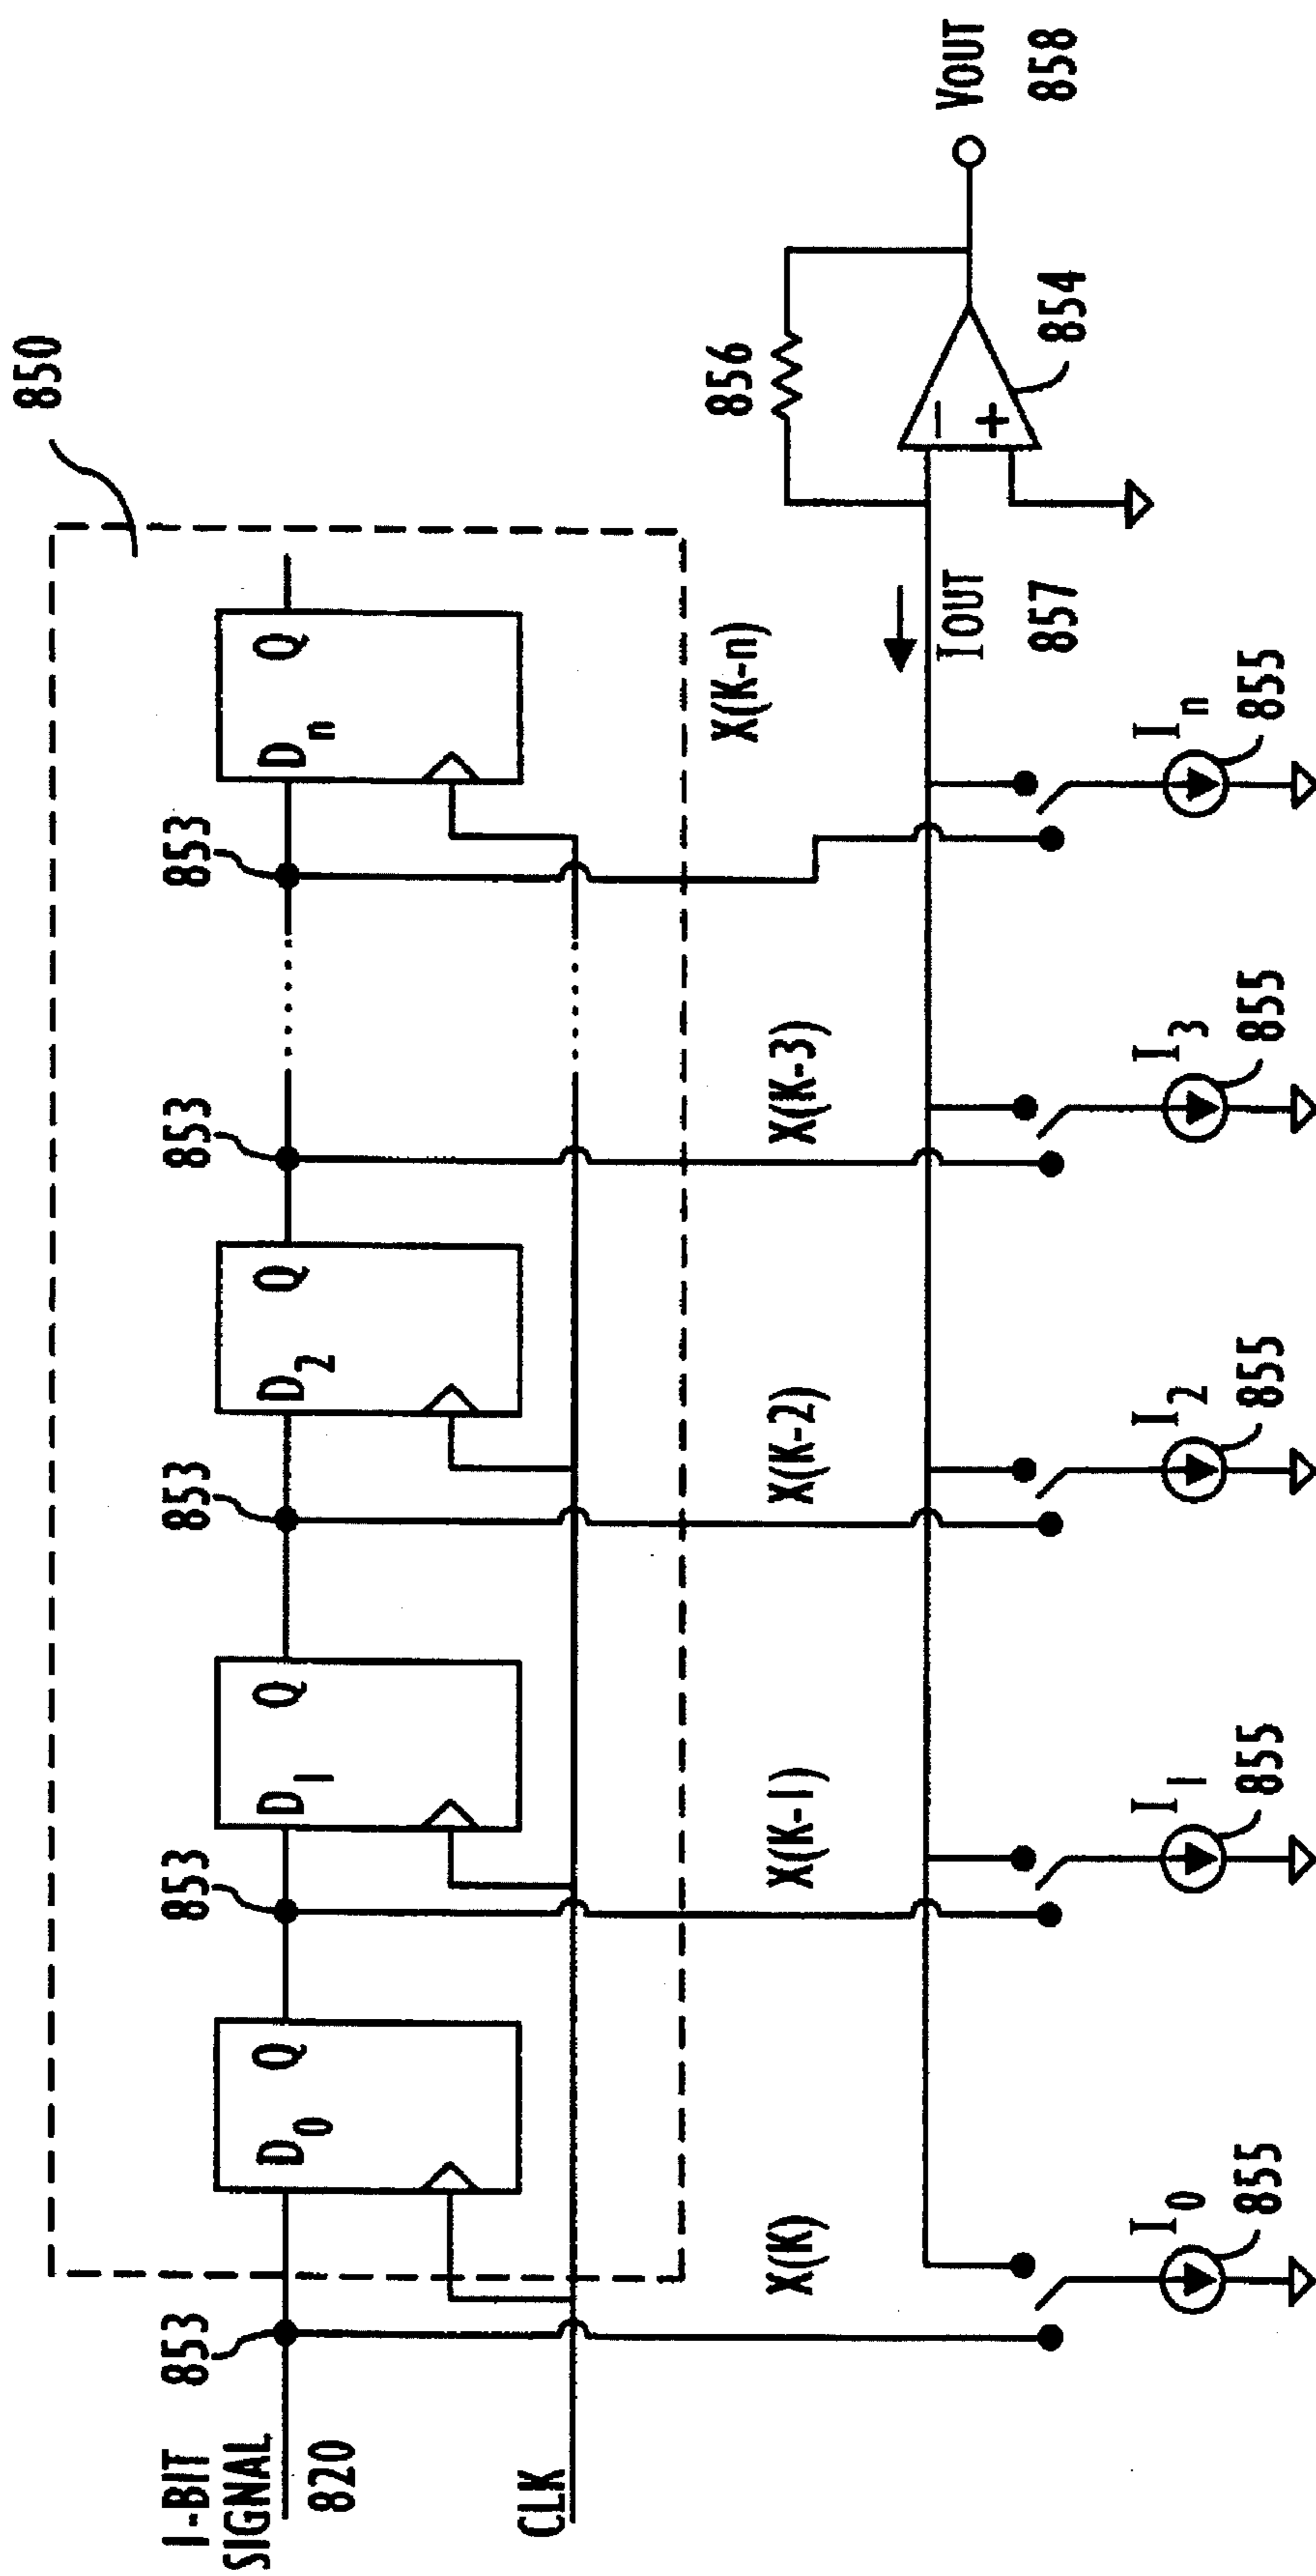 850
853
853
853
853
853
1-BIT
SIGNAL
820
D0 Q
D1 Q
D2 Q
Dn Q
CLK
X(K)
X(K-1)
X(K-2)
X(K-3)
X(K-n)
856
−
+
854
VOUT
858
IOUT
857
I0
855
I1
855
I2
855
I3
855
In
855